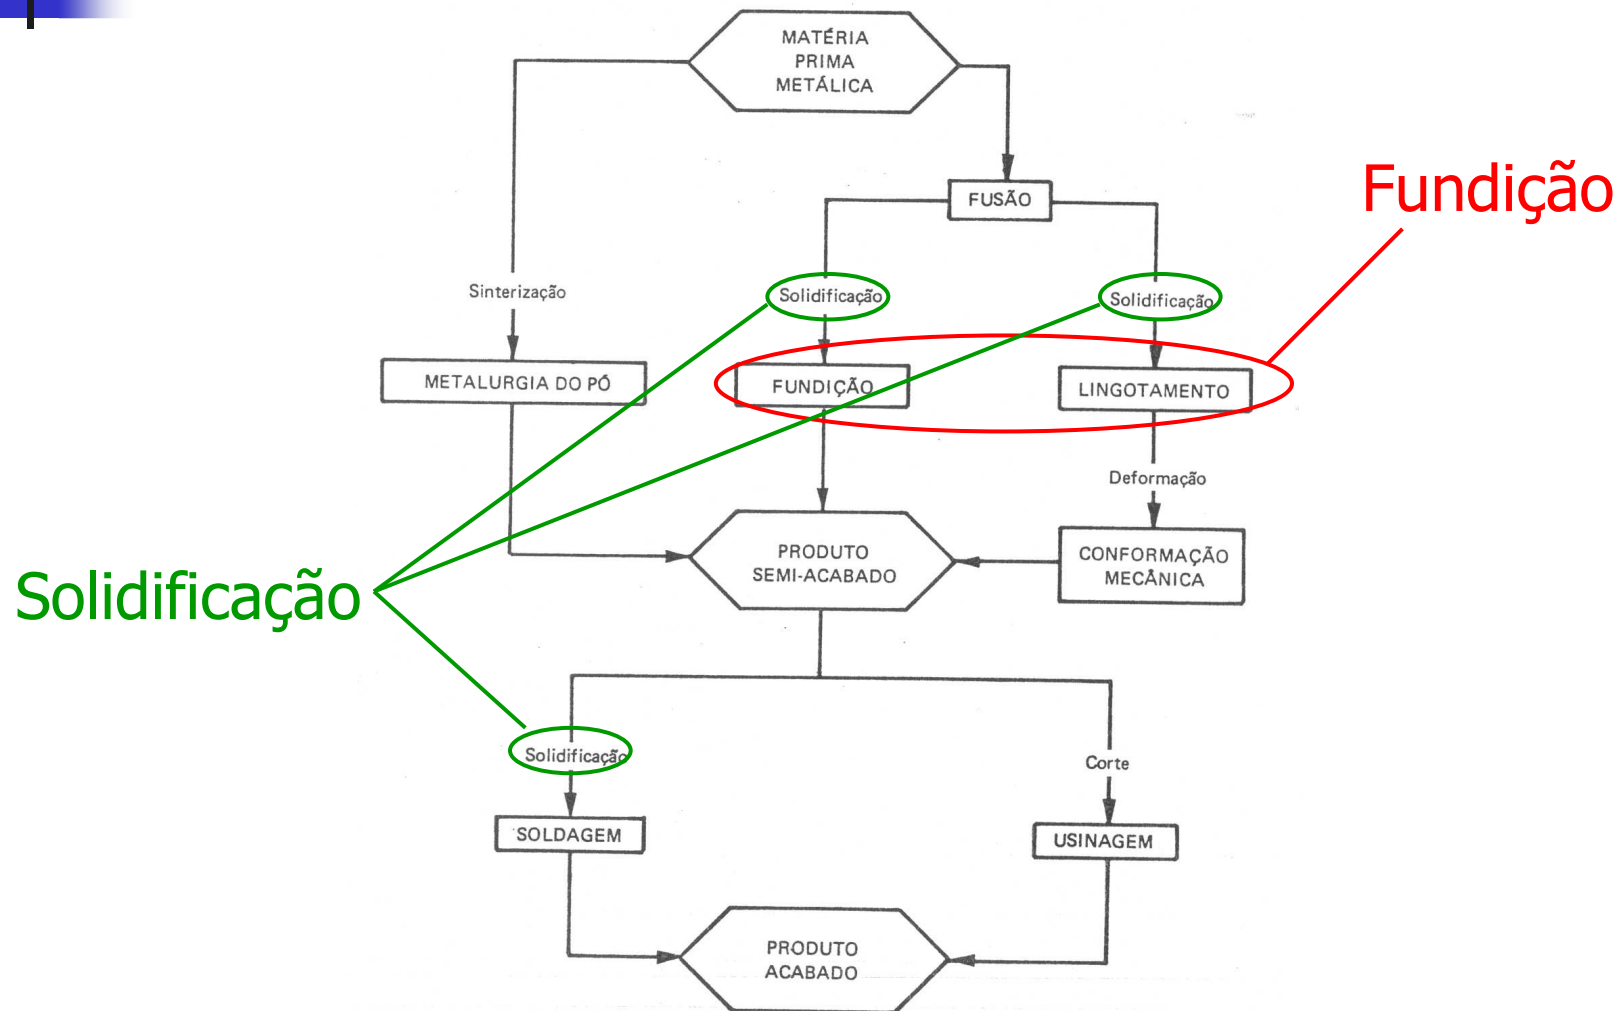 MATÉRIA
PRIMA
METÁLICA
Fundição
FUSÃO
Sinterização
Solidificação
Solidificação
METALURGIA DO PÓ
FUNDIÇÃO
LINGOTAMENTO
Deformação
PRODUTO
SEMI-ACABADO
CONFORMAÇÃO
MECÂNICA
Solidificação
Solidificação
Corte
SOLDAGEM
USINAGEM
PRODUTO
ACABADO